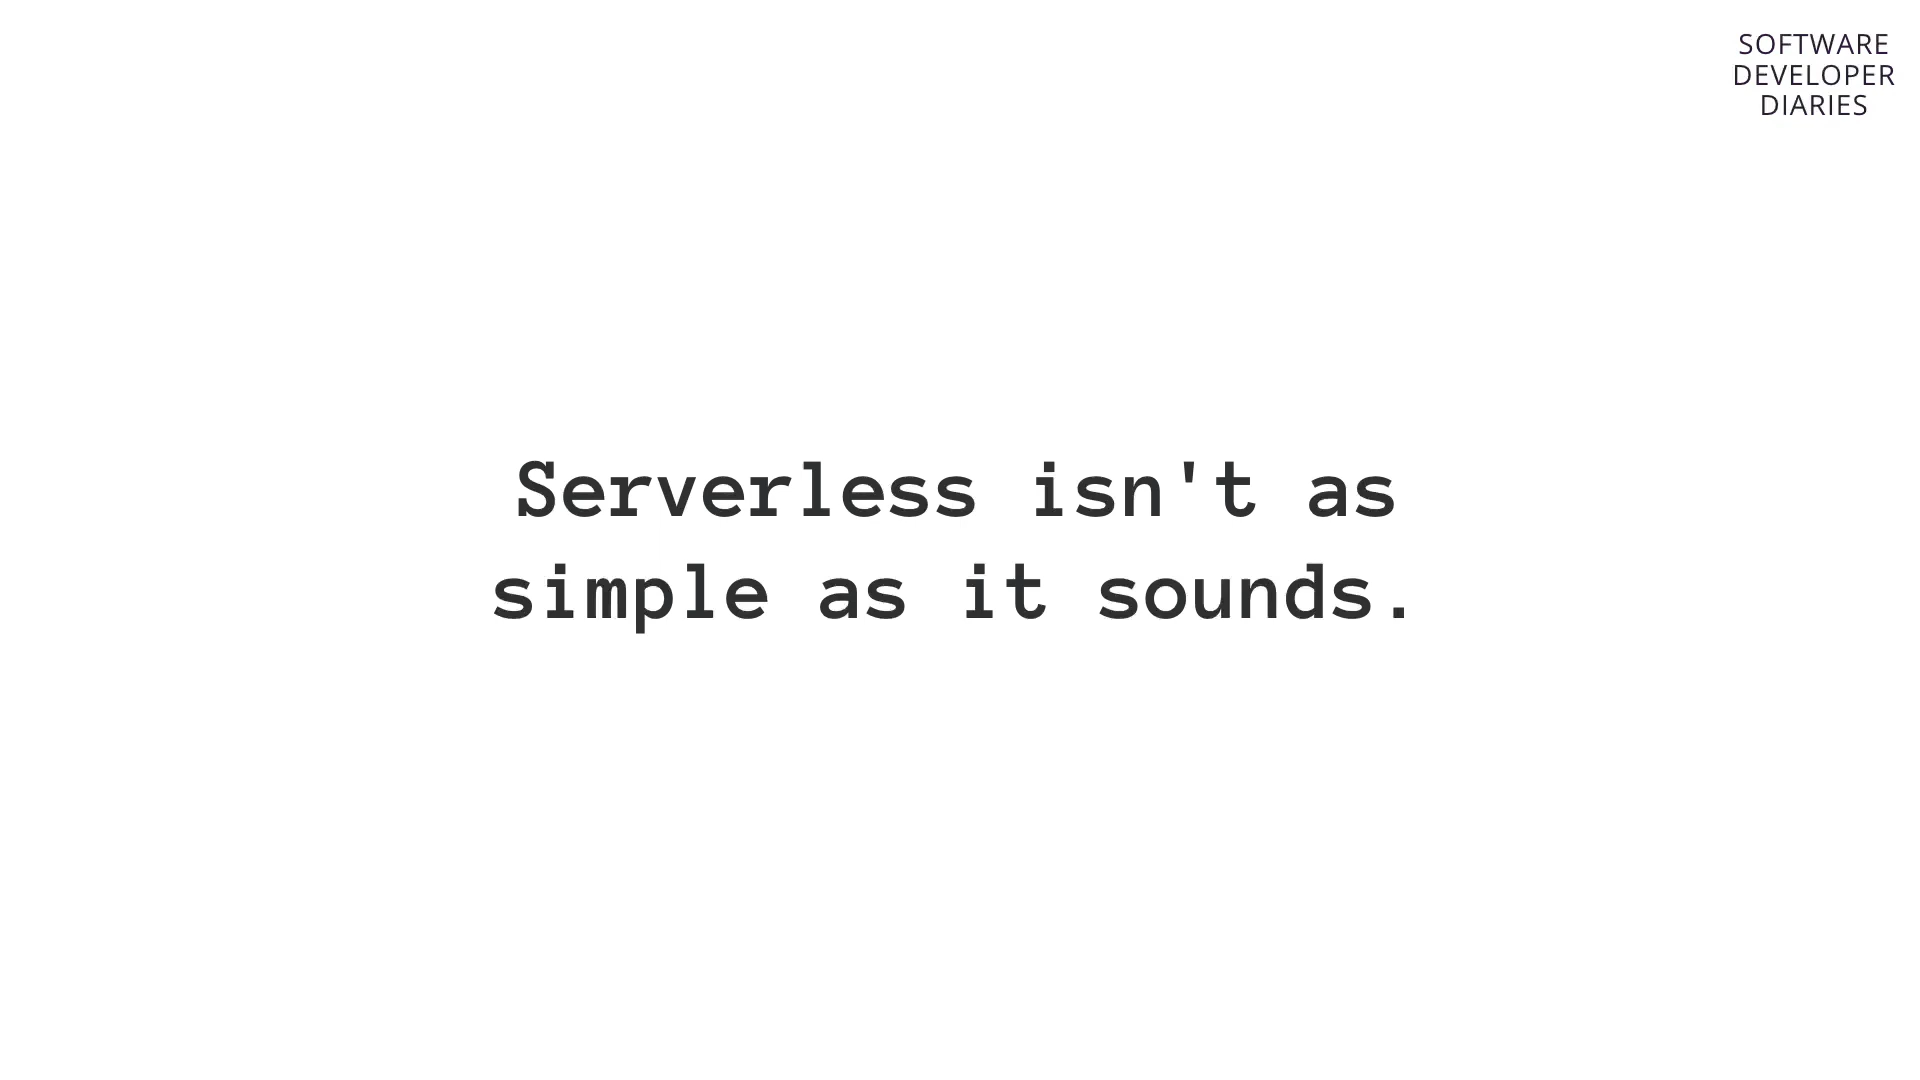 SOFTWARE
DEVELOPER
DIARIES
Serverless isn't as
simple as it sounds.